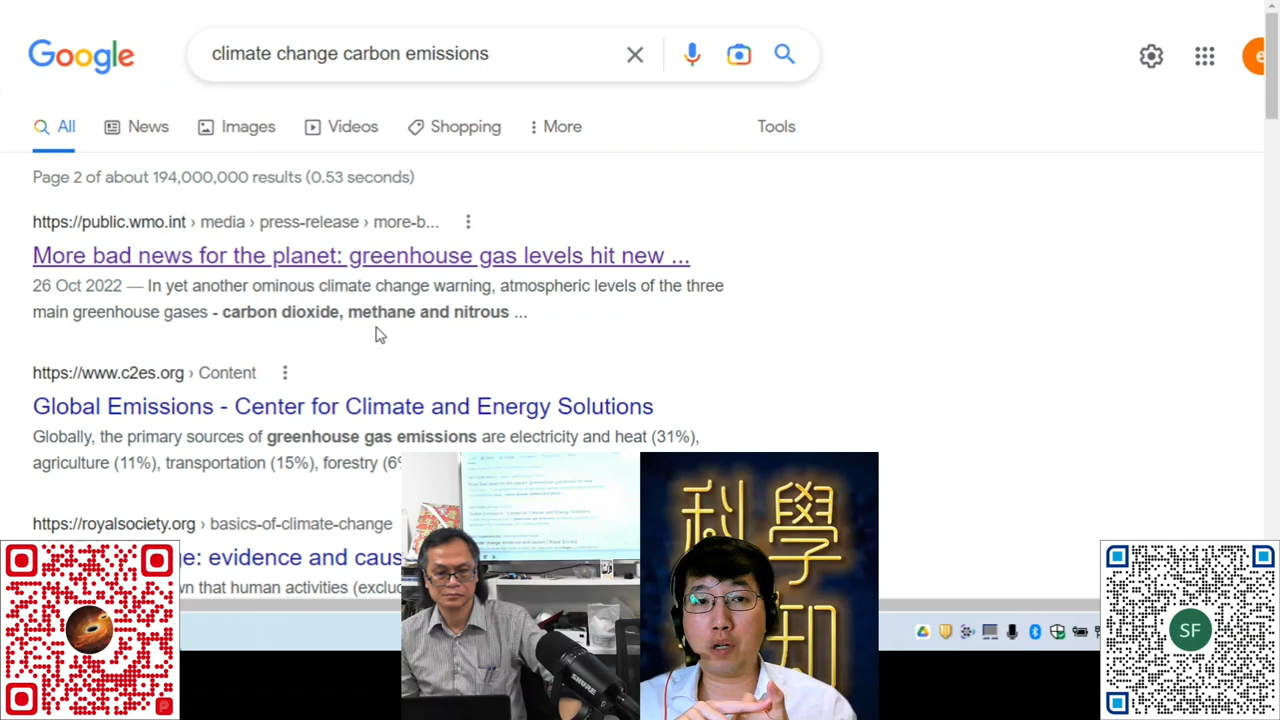 Google
climate change carbon emissions
All
News
Images
Videos
Shopping
More
Tools
Page 2 of about 194,000,000 results (0.53 seconds)
https://public.wmo.int › media › press-release › more-b...
More bad news for the planet: greenhouse gas levels hit new ...
26 Oct 2022 — In yet another ominous climate change warning, atmospheric levels of the three
main greenhouse gases - carbon dioxide, methane and nitrous ...
https://www.c2es.org › Content
Global Emissions - Center for Climate and Energy Solutions
Globally, the primary sources of greenhouse gas emissions are electricity and heat (31%),
agriculture (11%), transportation (15%), forestry (6%
https://royalsociety.org › basics-of-climate-change
ge: evidence and caus
wn that human activities (exclu
科學
SHURE
SF